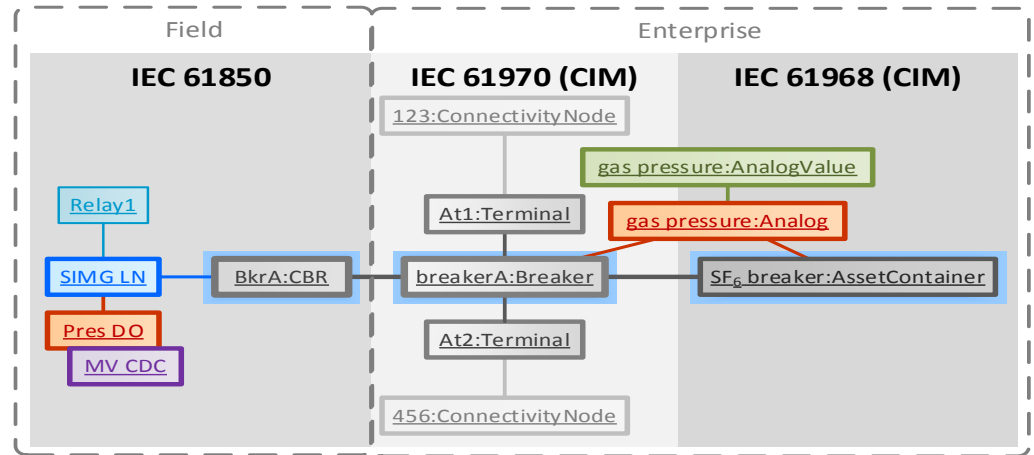 Field
Enterprise
IEC 61850
IEC 61970 (CIM)
IEC 61968 (CIM)
123:ConnectivityNode
gas pressure:AnalogValue
Relay1
At1:Terminal
gas pressure:Analog
SIMG LN
BkrA:CBR
breakerA:Breaker
SF₆ breaker:AssetContainer
Pres DO
At2:Terminal
MV CDC
456:ConnectivityNode